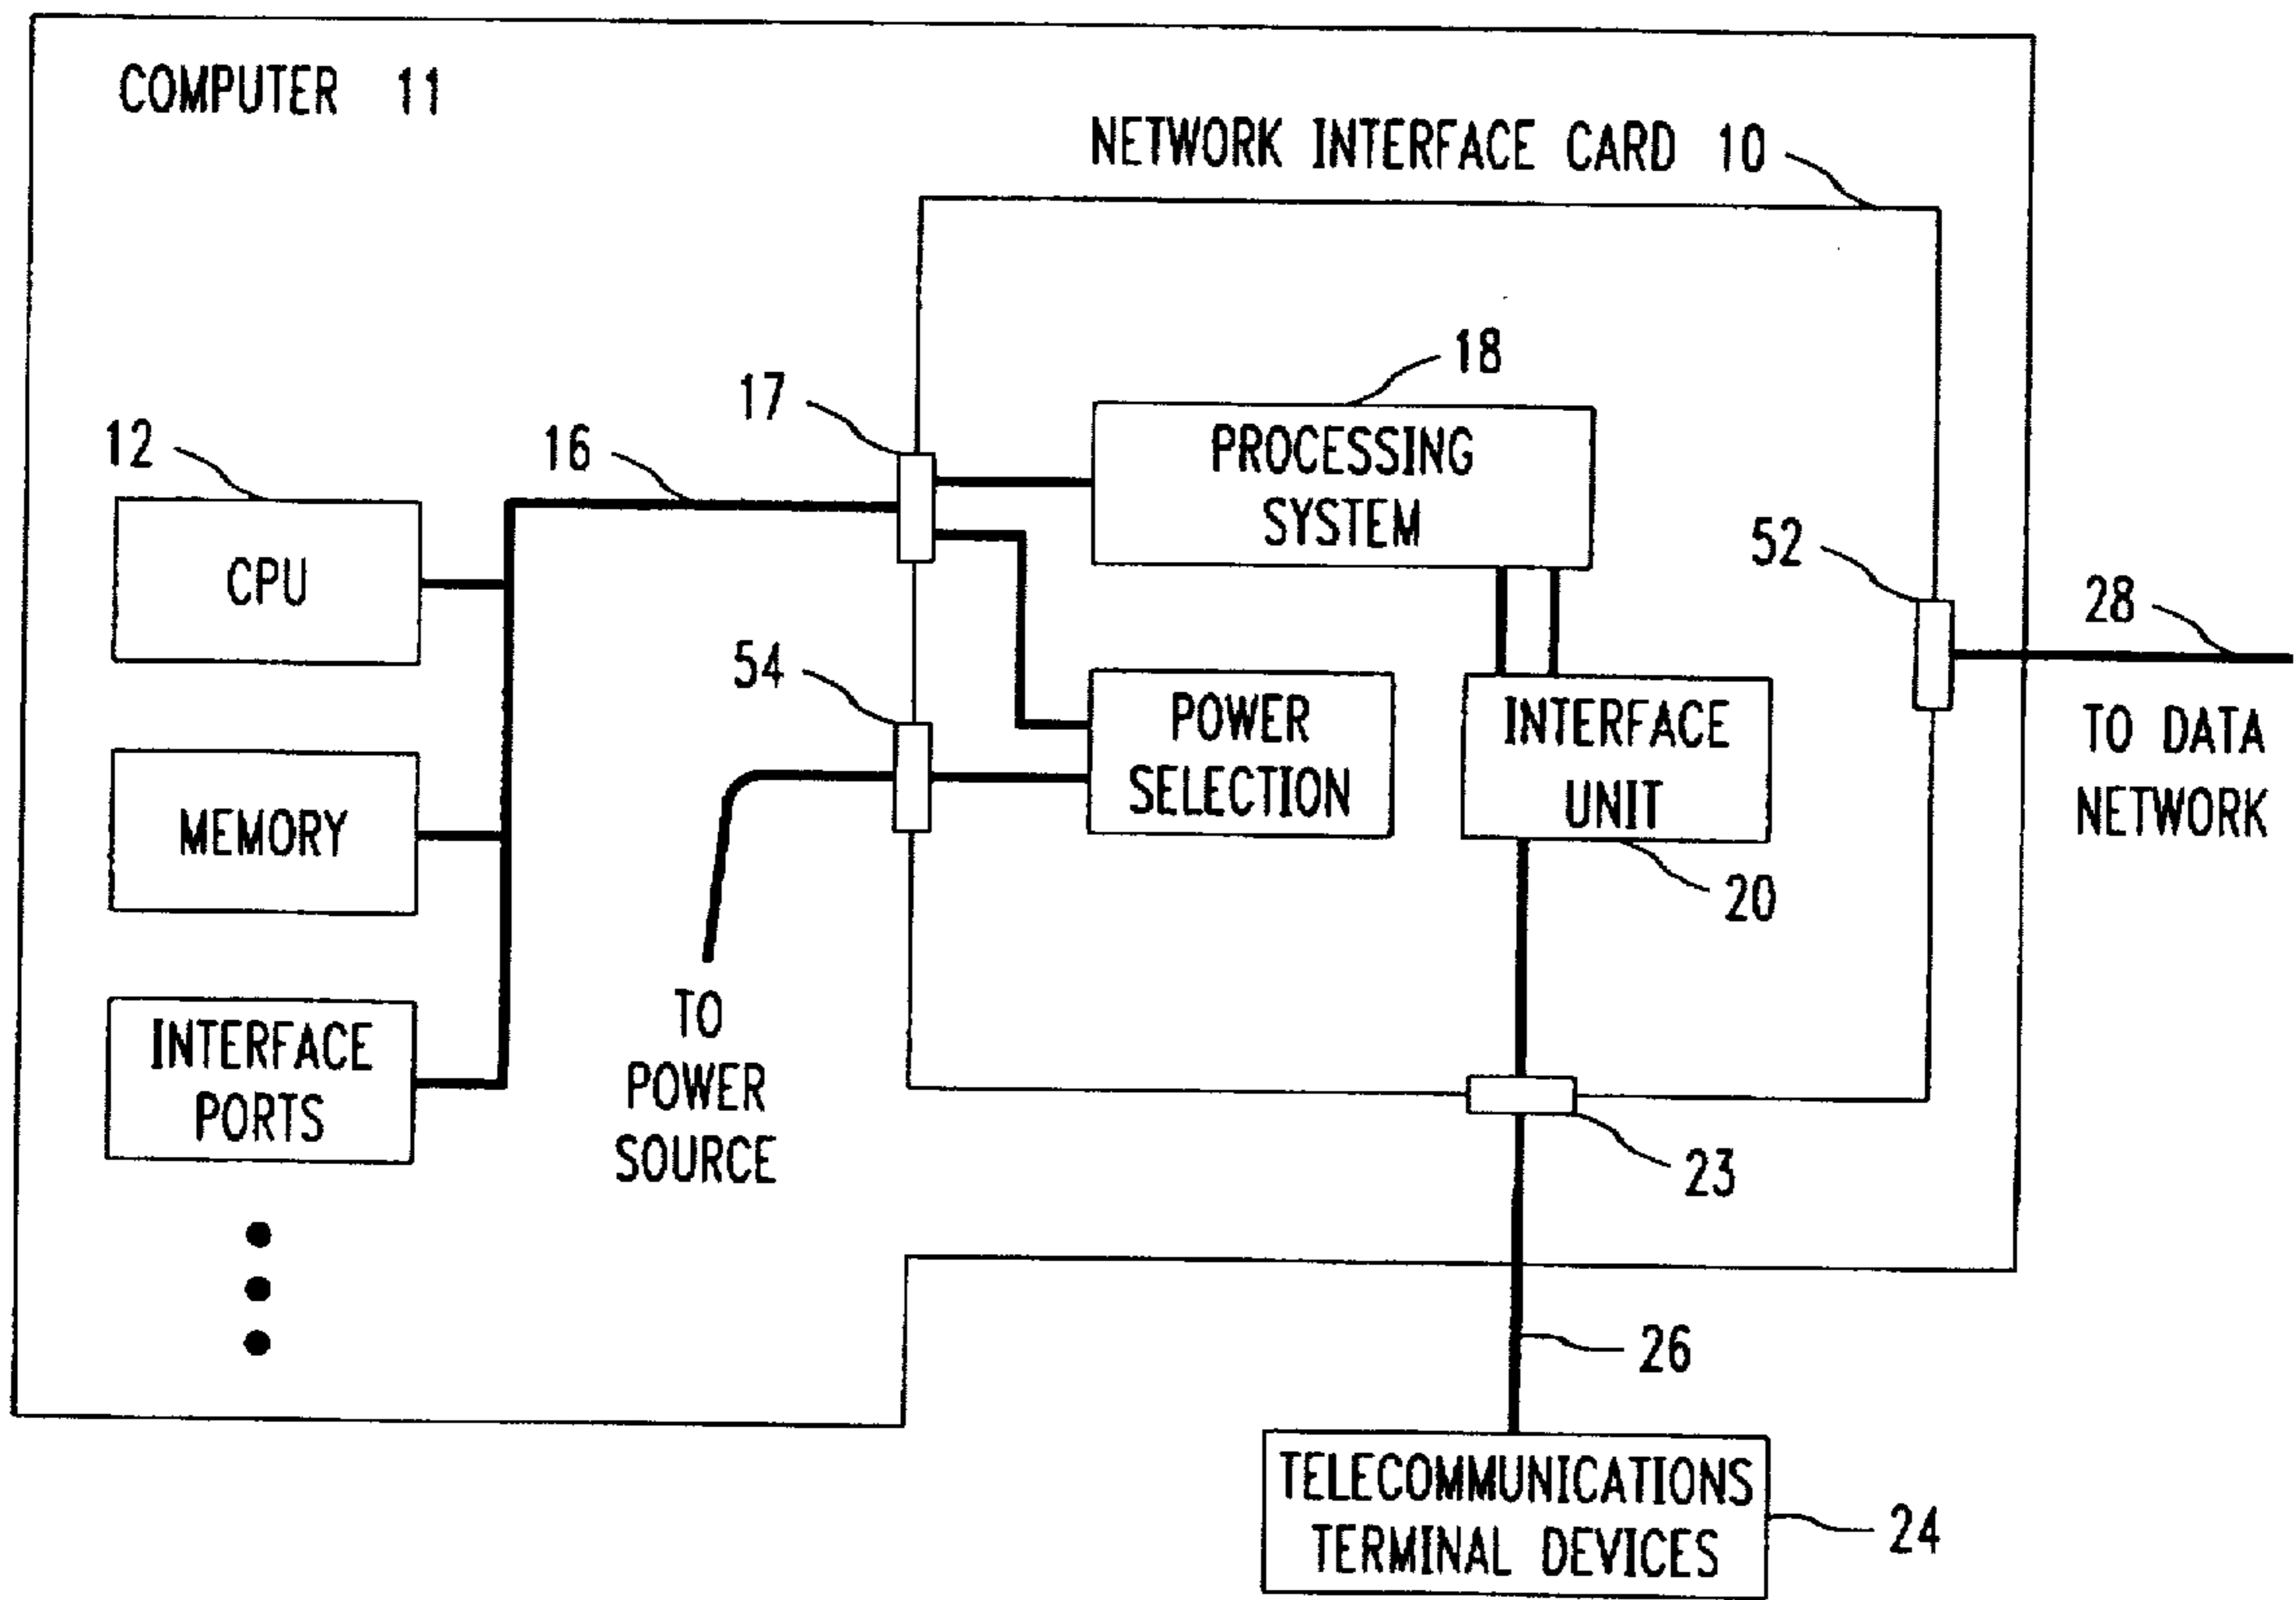 COMPUTER 11
NETWORK INTERFACE CARD 10
18
17
PROCESSING
SYSTEM
12
16
CPU
52
28
54
POWER
SELECTION
INTERFACE
UNIT
TO DATA
NETWORK
MEMORY
20
TO
POWER
SOURCE
INTERFACE
PORTS
23
26
TELECOMMUNICATIONS
TERMINAL DEVICES
24